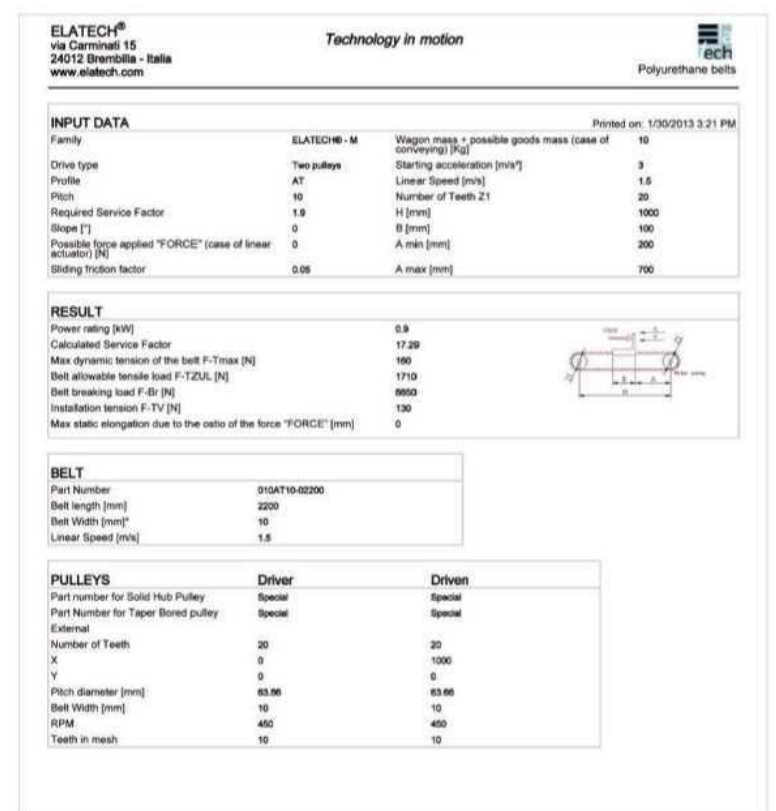 ELATECH®
via Carminati 15
24012 Brembilla - Italia
www.elatech.com
Technology in motion
ech
Polyurethane belts
INPUT DATA Printed on: 1/30/2013 3:21 PM
Family ELATECH® - M Wagon mass + possible goods mass (case of conveying) [Kg] 10
Drive type Two pulleys Starting acceleration [m/s²] 3
Profile AT Linear Speed [m/s] 1.5
Pitch 10 Number of Teeth Z1 20
Required Service Factor 1.9 H [mm] 1000
Slope [°] 0 B [mm] 100
Possible force applied "FORCE" (case of linear actuator) [N] 0 A min [mm] 200
Sliding friction factor 0.05 A max [mm] 700
RESULT
Power rating [kW] 0.9
Calculated Service Factor 17.29
Max dynamic tension of the belt F-Tmax [N] 160
Belt allowable tensile load F-TZUL [N] 1710
Belt breaking load F-Br [N] 6650
Installation tension F-TV [N] 130
Max static elongation due to the ostio of the force "FORCE" [mm] 0
B A
H
BELT
Part Number 010AT10-02200
Belt length [mm] 2200
Belt Width [mm]* 10
Linear Speed [m/s] 1.5
PULLEYS Driver Driven
Part number for Solid Hub Pulley Special Special
Part Number for Taper Bored pulley Special Special
External
Number of Teeth 20 20
X 0 1000
Y 0 0
Pitch diameter [mm] 63.66 63.66
Belt Width [mm] 10 10
RPM 450 450
Teeth in mesh 10 10